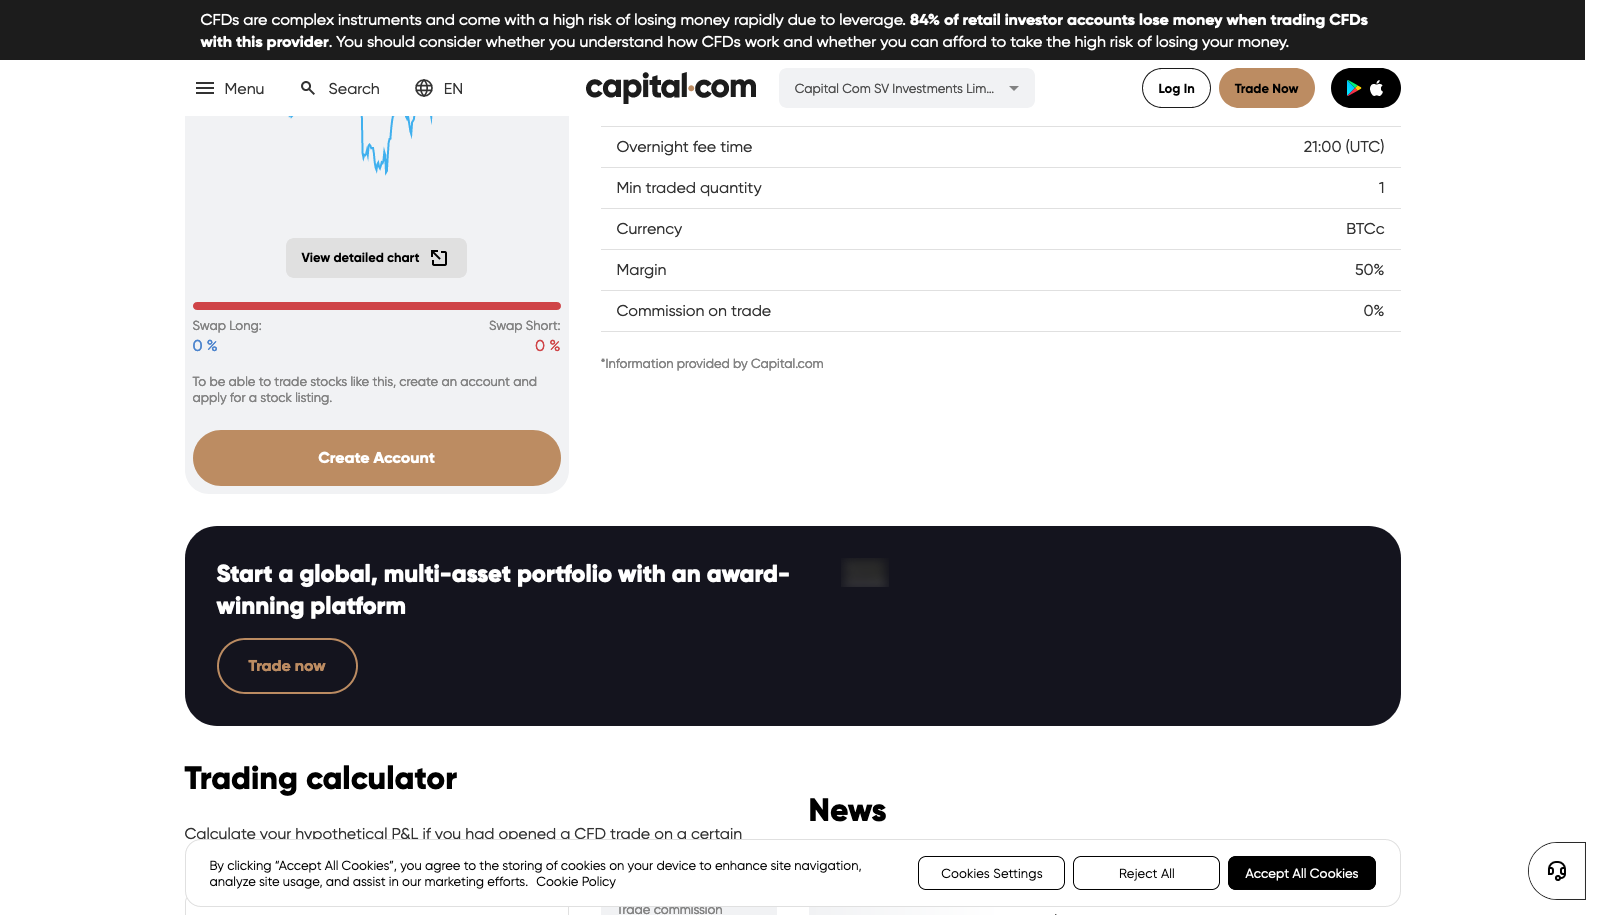 CFDs are complex instruments and come with a high risk of losing money rapidly due to leverage. 84% of retail investor accounts lose money when trading CFDs
with this provider. You should consider whether you understand how CFDs work and whether you can afford to take the high risk of losing your money.
Menu
Search
EN
capital.com
Capital Com SV Investments Lim...
Log In
Trade Now
View detailed chart
Swap Long:
Swap Short:
0 %
0 %
To be able to trade stocks like this, create an account and
apply for a stock listing.
Create Account
Overnight fee time
21:00 (UTC)
Min traded quantity
1
Currency
BTCc
Margin
50%
Commission on trade
0%
*Information provided by Capital.com
Start a global, multi-asset portfolio with an award-
winning platform
Trade now
Trading calculator
Calculate your hypothetical P&L if you had opened a CFD trade on a certain
News
By clicking “Accept All Cookies”, you agree to the storing of cookies on your device to enhance site navigation,
analyze site usage, and assist in our marketing efforts. Cookie Policy
Cookies Settings
Reject All
Accept All Cookies
Trade commission